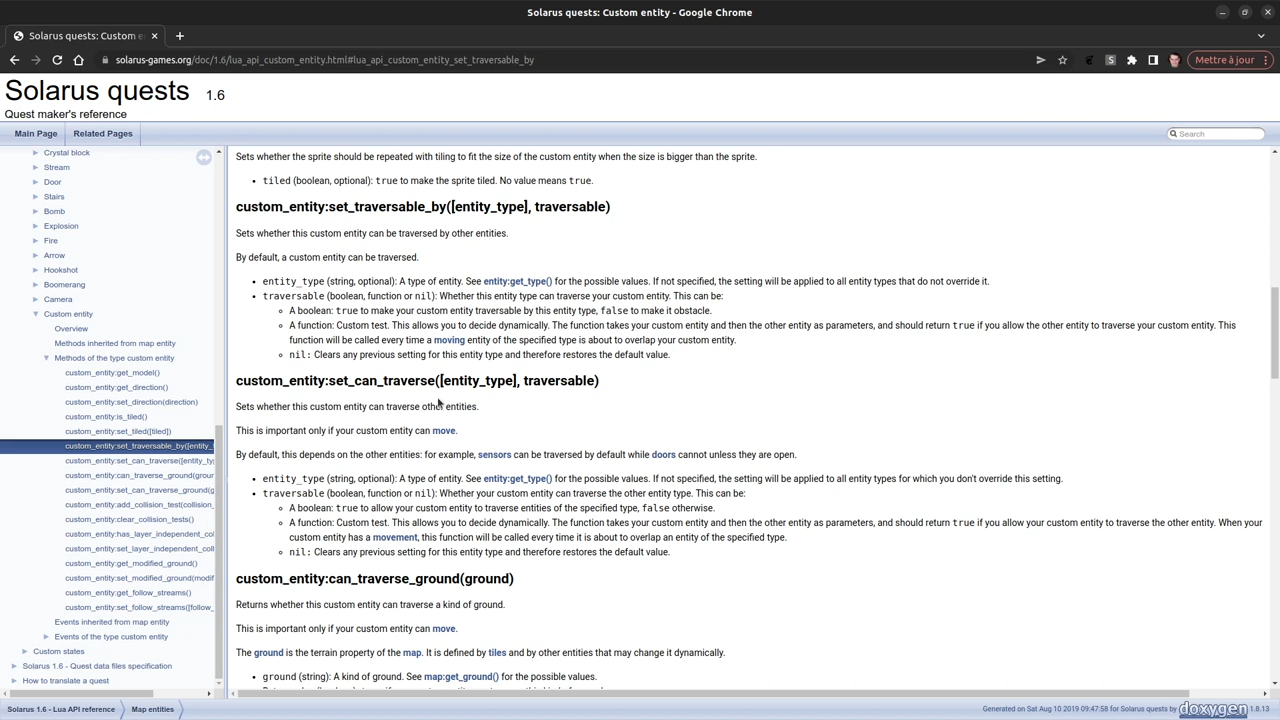 Solarus quests: Custom entity - Google Chrome
Solarus quests: Custom e
solarus-games.org/doc/1.6/lua_api_custom_entity.html#lua_api_custom_entity_set_traversable_by
Mettre à jour
Solarus quests 1.6
Quest maker's reference
Main Page
Related Pages
Search
Crystal block
Stream
Door
Stairs
Bomb
Explosion
Fire
Arrow
Hookshot
Boomerang
Camera
Custom entity
Overview
Methods inherited from map entity
Methods of the type custom entity
custom_entity:get_model()
custom_entity:get_direction()
custom_entity:set_direction(direction)
custom_entity:is_tiled()
custom_entity:set_tiled([tiled])
custom_entity:set_traversable_by([entity_
custom_entity:set_can_traverse([entity_ty
custom_entity:can_traverse_ground(groun
custom_entity:set_can_traverse_ground(g
custom_entity:add_collision_test(collision_
custom_entity:clear_collision_tests()
custom_entity:has_layer_independent_col
custom_entity:set_layer_independent_coll
custom_entity:get_modified_ground()
custom_entity:set_modified_ground(modif
custom_entity:get_follow_streams()
custom_entity:set_follow_streams([follow_
Events inherited from map entity
Events of the type custom entity
Custom states
Solarus 1.6 - Quest data files specification
How to translate a quest
Sets whether the sprite should be repeated with tiling to fit the size of the custom entity when the size is bigger than the sprite.
• tiled (boolean, optional): true to make the sprite tiled. No value means true.
custom_entity:set_traversable_by([entity_type], traversable)
Sets whether this custom entity can be traversed by other entities.
By default, a custom entity can be traversed.
• entity_type (string, optional): A type of entity. See entity:get_type() for the possible values. If not specified, the setting will be applied to all entity types that do not override it.
• traversable (boolean, function or nil): Whether this entity type can traverse your custom entity. This can be:
A boolean: true to make your custom entity traversable by this entity type, false to make it obstacle.
A function: Custom test. This allows you to decide dynamically. The function takes your custom entity and then the other entity as parameters, and should return true if you allow the other entity to traverse your custom entity. This
function will be called every time a moving entity of the specified type is about to overlap your custom entity.
nil: Clears any previous setting for this entity type and therefore restores the default value.
custom_entity:set_can_traverse([entity_type], traversable)
Sets whether this custom entity can traverse other entities.
This is important only if your custom entity can move.
By default, this depends on the other entities: for example, sensors can be traversed by default while doors cannot unless they are open.
• entity_type (string, optional): A type of entity. See entity:get_type() for the possible values. If not specified, the setting will be applied to all entity types for which you don't override this setting.
• traversable (boolean, function or nil): Whether your custom entity can traverse the other entity type. This can be:
A boolean: true to allow your custom entity to traverse entities of the specified type, false otherwise.
A function: Custom test. This allows you to decide dynamically. The function takes your custom entity and then the other entity as parameters, and should return true if you allow your custom entity to traverse the other entity. When your
custom entity has a movement, this function will be called every time it is about to overlap an entity of the specified type.
nil: Clears any previous setting for this entity type and therefore restores the default value.
custom_entity:can_traverse_ground(ground)
Returns whether this custom entity can traverse a kind of ground.
This is important only if your custom entity can move.
The ground is the terrain property of the map. It is defined by tiles and by other entities that may change it dynamically.
• ground (string): A kind of ground. See map:get_ground() for the possible values.
Solarus 1.6 - Lua API reference
Map entities
Generated on Sat Aug 10 2019 09:47:58 for Solarus quests by doxygen 1.8.13